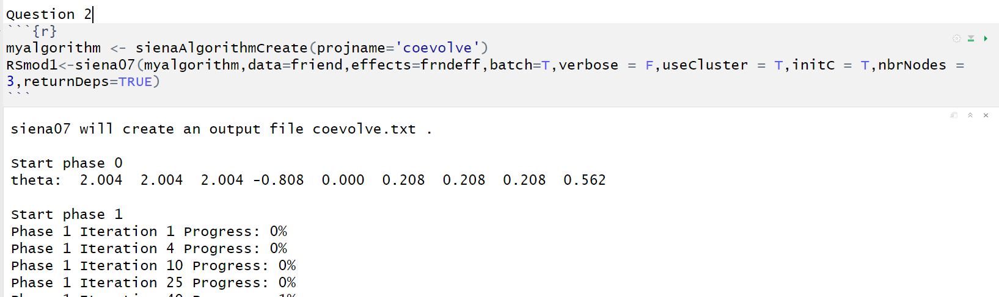 Question 2
```{r}
myalgorithm <- sienaAlgorithmCreate(projname='coevolve')
RSmod1<-siena07(myalgorithm,data=friend,effects=frndeff,batch=T,verbose = F,useCluster = T,initC = T,nbrNodes =
3,returnDeps=TRUE)
```
siena07 will create an output file coevolve.txt .
Start phase 0
theta:  2.004  2.004  2.004 -0.808  0.000  0.208  0.208  0.208  0.562
Start phase 1
Phase 1 Iteration 1 Progress: 0%
Phase 1 Iteration 4 Progress: 0%
Phase 1 Iteration 10 Progress: 0%
Phase 1 Iteration 25 Progress: 0%